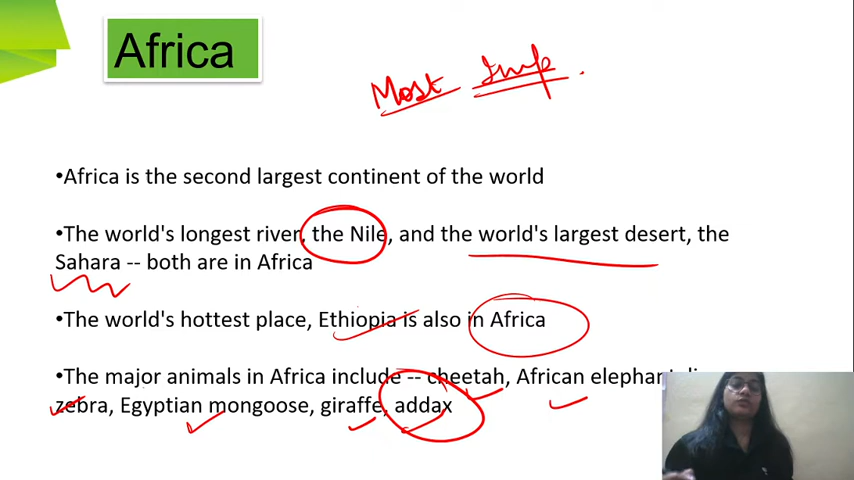 Africa
Most Imp.
•Africa is the second largest continent of the world
•The world's longest river, the Nile, and the world's largest desert, the
Sahara -- both are in Africa
•The world's hottest place, Ethiopia is also in Africa
•The major animals in Africa include -- cheetah, African elephant
zebra, Egyptian mongoose, giraffe, addax